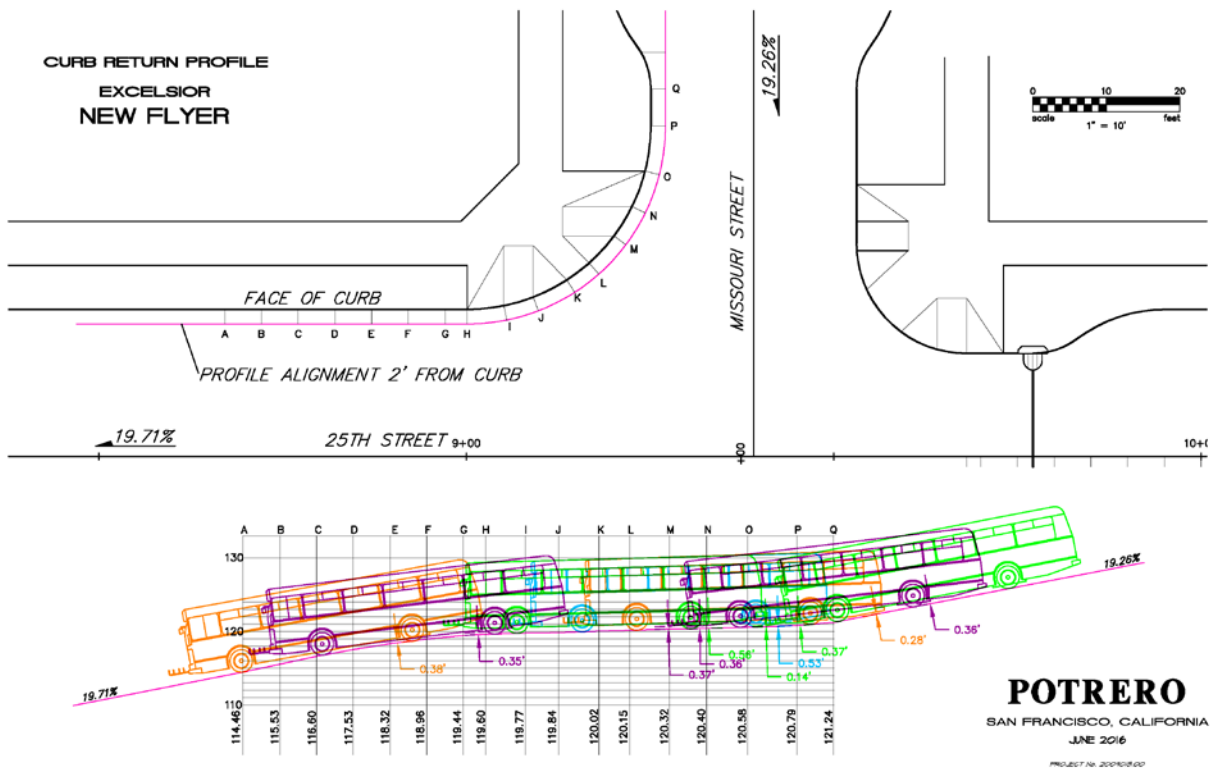 CURB RETURN PROFILE
EXCELSIOR
NEW FLYER
19.26%
0 10 20
scale 1" = 10' feet
Q
P
O
N
M
L
K
J
I
MISSOURI STREET
FACE OF CURB
A B C D E F G H
PROFILE ALIGNMENT 2' FROM CURB
19.71%
25TH STREET 9+00
+00
10+0
A B C D E F G H I J K L M N O P Q
130
120
110
19.71%
19.26%
0.38'
0.35'
0.37'
0.36'
0.56'
0.14'
0.53'
0.37'
0.28'
0.36'
114.46 115.53 116.60 117.53 118.32 118.96 119.44 119.60 119.77 119.84 120.02 120.15 120.32 120.40 120.58 120.79 121.24
POTRERO
SAN FRANCISCO, CALIFORNIA
JUNE 2016